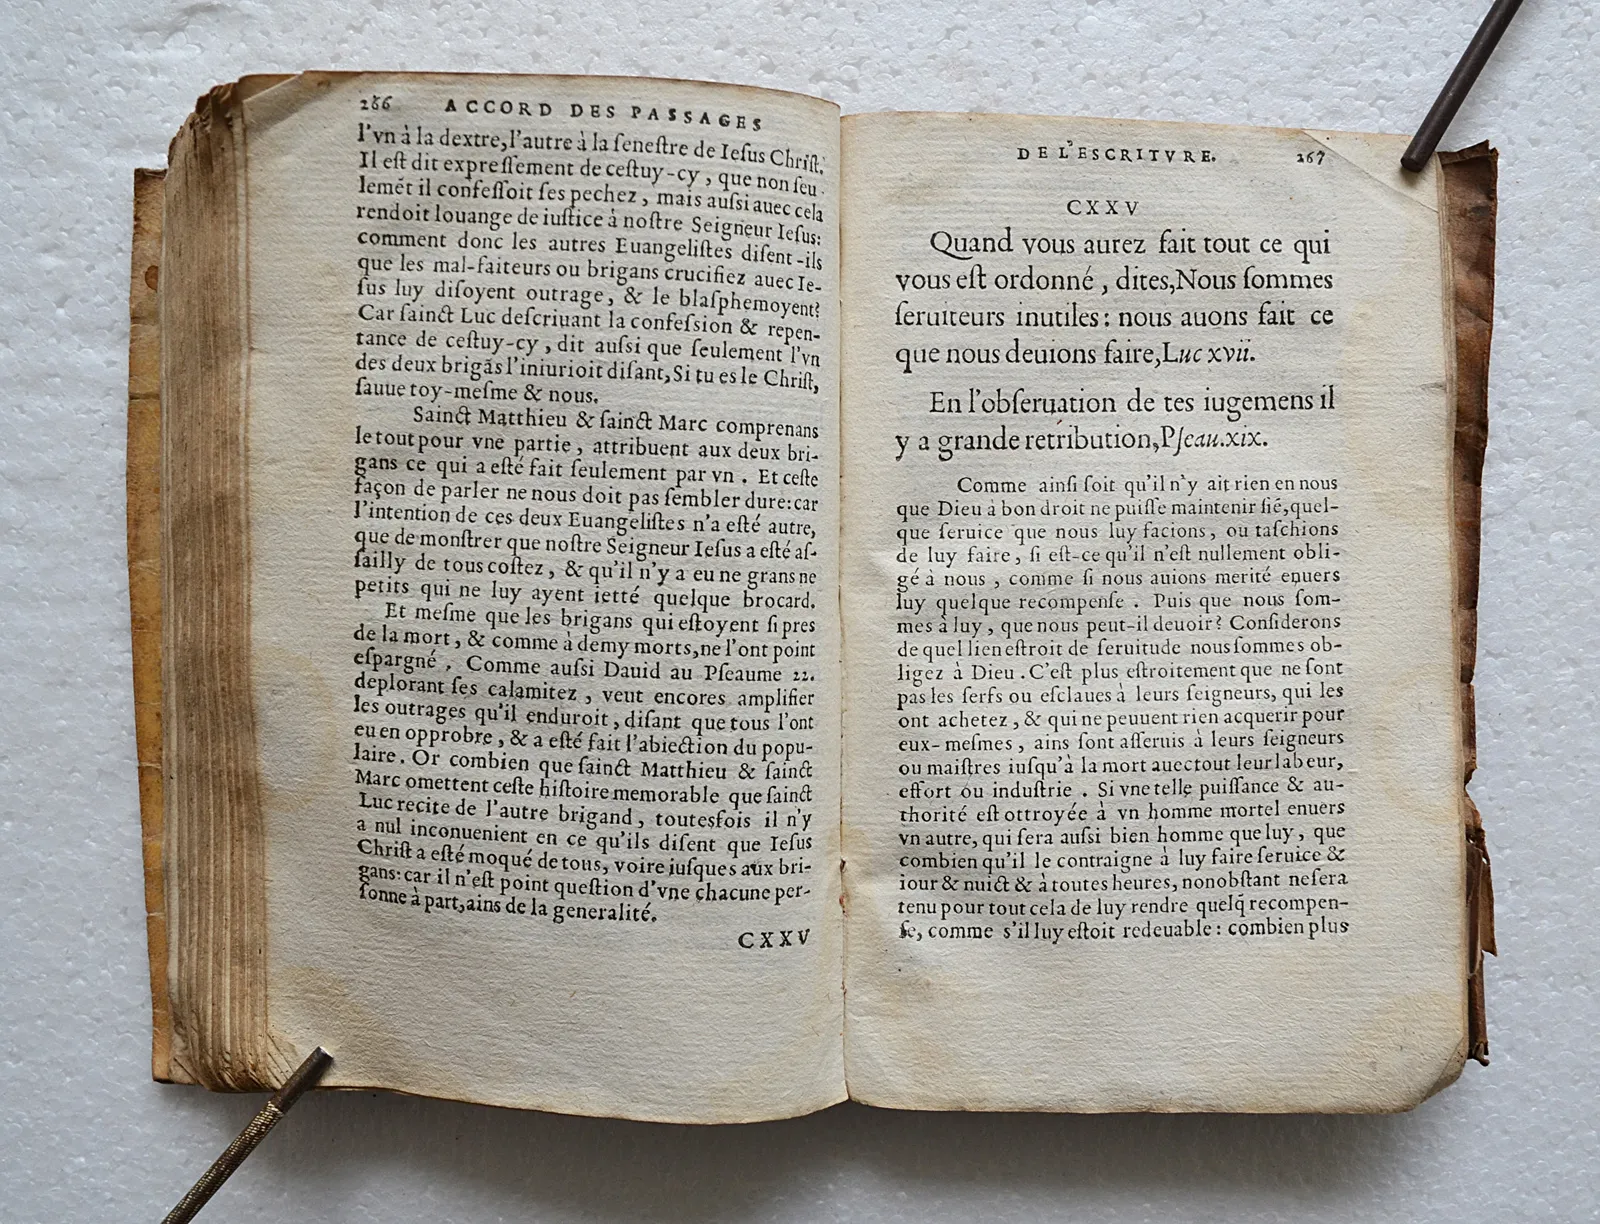 266 ACCORD DES PASSAGES
l'vn à la dextre, l'autre à la ſeneſtre de Ieſus Chriſt.
Il eſt dit expreſſement de ceſtuy-cy, que non ſeu-
lemẽt il confeſſoit ſes pechez, mais auſsi auec cela
rendoit louange de iuſtice à noſtre Seigneur Ieſus:
comment donc les autres Euangeliſtes diſent-ils
que les mal-faiteurs ou brigans crucifiez auec Ie-
ſus luy diſoyent outrage, & le blaſphemoyent?
Car ſainct Luc deſcriuant la confeſsion & repen-
tance de ceſtuy-cy, dit auſsi que ſeulement l'vn
des deux brigãs l'iniurioit diſant, Si tu es le Chriſt,
ſauue toy-meſme & nous.
Sainct Matthieu & ſainct Marc comprenans
le tout pour vne partie, attribuent aux deux bri-
gans ce qui a eſté fait ſeulement par vn. Et ceſte
façon de parler ne nous doit pas ſembler dure: car
l'intention de ces deux Euangeliſtes n'a eſté autre,
que de monſtrer que noſtre Seigneur Ieſus a eſté aſ-
ſailly de tous coſtez, & qu'il n'y a eu ne grans ne
petits qui ne luy ayent ietté quelque brocard.
Et meſme que les brigans qui eſtoyent ſi pres
de la mort, & comme à demy morts, ne l'ont point
eſpargné. Comme auſsi Dauid au Pſeaume 22.
deplorant ſes calamitez, veut encores amplifier
les outrages qu'il enduroit, diſant que tous l'ont
eu en opprobre, & a eſté fait l'abiection du popu-
laire. Or combien que ſainct Matthieu & ſainct
Marc omettent ceſte hiſtoire memorable que ſainct
Luc recite de l'autre brigand, toutesfois il n'y
a nul inconuenient en ce qu'ils diſent que Ieſus
Chriſt a eſté moqué de tous, voire iuſques aux bri-
gans: car il n'eſt point queſtion d'vne chacune per-
ſonne à part, ains de la generalité.
CXXV
DE L'ESCRITVRE. 267
CXXV
Quand vous aurez fait tout ce qui
vous eſt ordonné, dites, Nous ſommes
ſeruiteurs inutiles: nous auons fait ce
que nous deuions faire, Luc xvii.
En l'obſeruation de tes iugemens il
y a grande retribution, Pſeau. xix.
Comme ainſi ſoit qu'il n'y ait rien en nous
que Dieu à bon droit ne puiſſe maintenir ſiẽ, quel-
que ſeruice que nous luy facions, ou taſchions
de luy faire, ſi eſt-ce qu'il n'eſt nullement obli-
gé à nous, comme ſi nous auions merité enuers
luy quelque recompenſe. Puis que nous ſom-
mes à luy, que nous peut-il deuoir? Conſiderons
de quel lien eſtroit de ſeruitude nous ſommes ob-
ligez à Dieu. C'eſt plus eſtroitement que ne ſont
pas les ſerfs ou eſclaues à leurs ſeigneurs, qui les
ont achetez, & qui ne peuuent rien acquerir pour
eux-meſmes, ains ſont aſſeruis à leurs ſeigneurs
ou maiſtres iuſqu'à la mort auec tout leur labeur,
effort ou induſtrie. Si vne telle puiſſance & au-
thorité eſt ottroyée à vn homme mortel enuers
vn autre, qui ſera auſsi bien homme que luy, que
combien qu'il le contraigne à luy faire ſeruice &
iour & nuict & à toutes heures, nonobſtant ne ſera
tenu pour tout cela de luy rendre quelq̃ recompen-
ſe, comme s'il luy eſtoit redeuable: combien plus